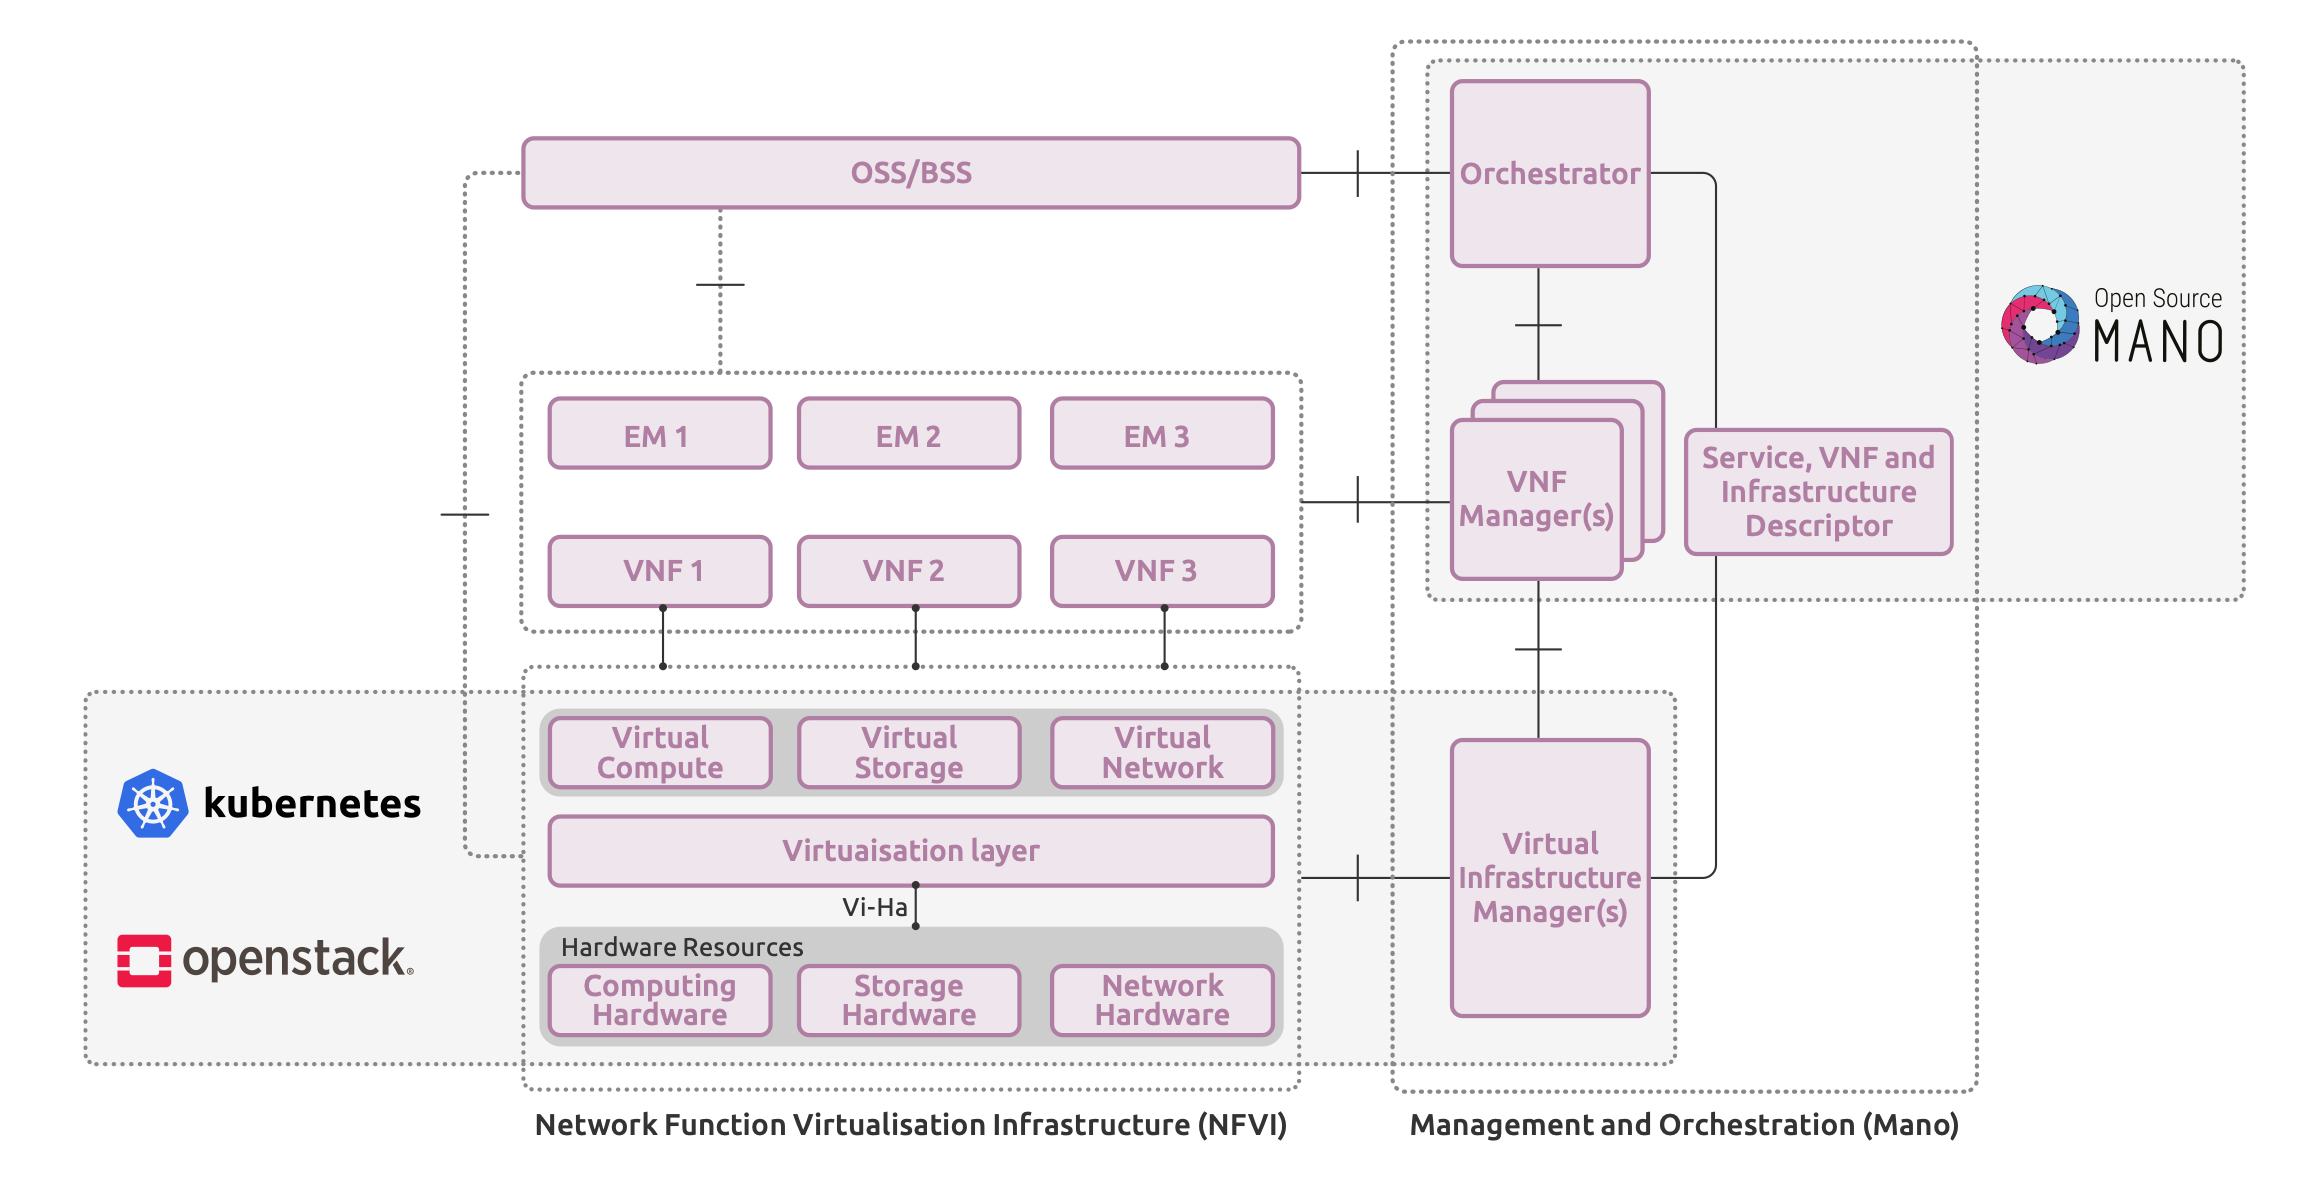 OSS/BSS
Orchestrator
Open Source
MANO
EM 1
EM 2
EM 3
VNF
Manager(s)
Service, VNF and
Infrastructure
Descriptor
VNF 1
VNF 2
VNF 3
kubernetes
openstack®
Virtual
Compute
Virtual
Storage
Virtual
Network
Virtuaisation layer
Vi-Ha
Hardware Resources
Computing
Hardware
Storage
Hardware
Network
Hardware
Virtual
Infrastructure
Manager(s)
Network Function Virtualisation Infrastructure (NFVI)
Management and Orchestration (Mano)